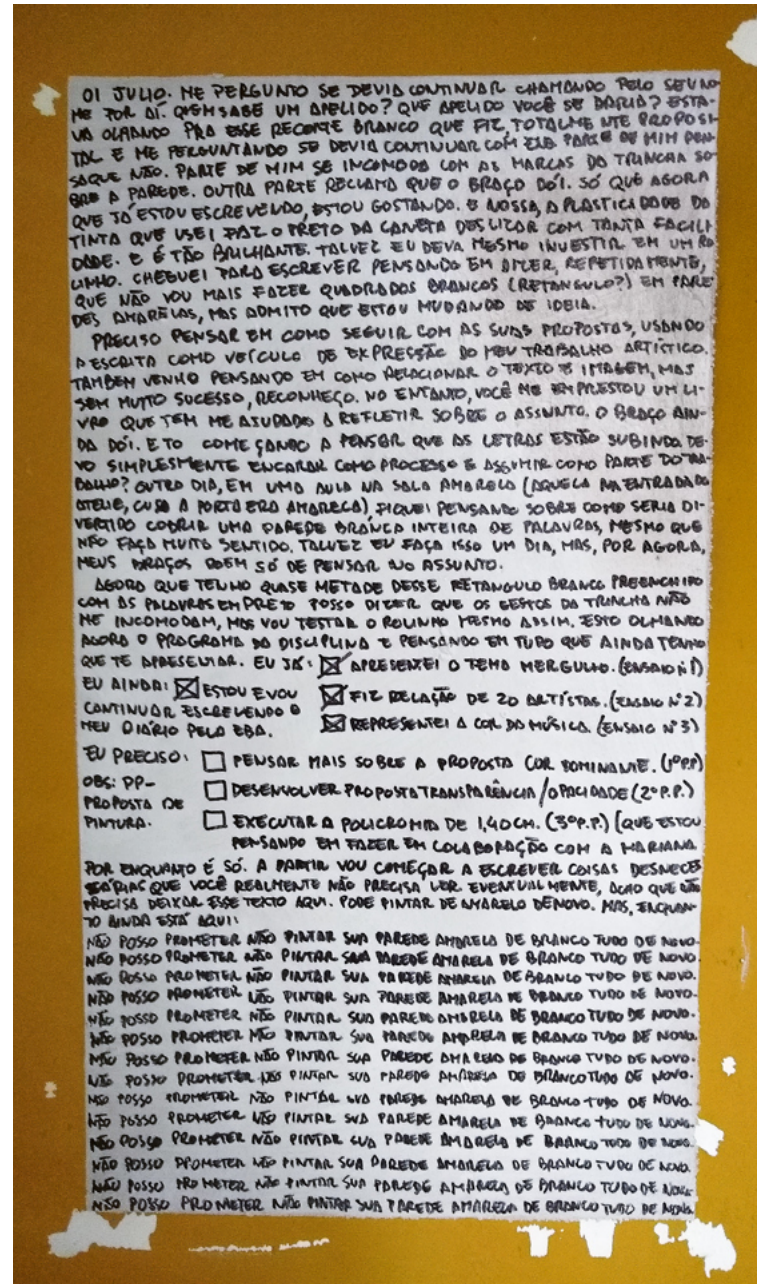 OI JULIO. ME PERGUNTO SE DEVIA CONTINUAR CHAMANDO PELO SEU NO-
ME POR AÍ. QUEM SABE UM APELIDO? QUE APELIDO VOCÊ SE DARIA? ESTA-
VA OLHANDO PRA ESSE RECORTE BRANCO QUE FIZ, TOTALMENTE PROPOSI-
TAL E ME PERGUNTANDO SE DEVIA CONTINUAR COM ELA. PARTE DE MIM PEN-
SA QUE NÃO. PARTE DE MIM SE INCOMODA COM AS MARCAS DA TRINCHA SO-
BRE A PAREDE. OUTRA PARTE RECLAMA QUE O BRAÇO DÓI. SÓ QUE AGORA
QUE JÁ ESTOU ESCREVENDO, ESTOU GOSTANDO. E NOSSA, A PLASTICIDADE DA
TINTA QUE USEI FAZ O PRETO DA CANETA DESLIZAR COM TANTA FACILI
DADE. E É TÃO BRILHANTE. TALVEZ EU DEVA MESMO INVESTIR EM UM RO
LINHO. CHEGUEI PARA ESCREVER PENSANDO EM DIZER, REPETIDAMENTE,
QUE NÃO VOU MAIS FAZER QUADRADOS BRANCOS (RETANGULO?) EM PARE
DES AMARELAS, MAS ADMITO QUE ESTOU MUDANDO DE IDEIA.
PRECISO PENSAR EM COMO SEGUIR COM AS SUAS PROPOSTAS, USANDO
A ESCRITA COMO VEÍCULO DE EXPRESSÃO DO MEU TRABALHO ARTÍSTICO.
TAMBEM VENHO PENSANDO EM COMO RELACIONAR O TEXTO E IMAGEM, MAS
SEM MUITO SUCESSO, RECONHEÇO. NO ENTANTO, VOCÊ ME EMPRESTOU UM LI-
VRO QUE TEM ME AJUDADO A REFLETIR SOBRE O ASSUNTO. O BRAÇO AIN-
DA DÓI. E TO COMEÇANDO A PENSAR QUE AS LETRAS ESTÃO SUBINDO. DE-
VO SIMPLESMENTE ENCARAR COMO PROCESSO E ASSUMIR COMO PARTE DO TRA-
BALHO? OUTRO DIA, EM UMA AULA NA SALA AMARELA (AQUELA NA ENTRADA DO
ATELIE, CUJA A PORTA ERA AMARELA) FIQUEI PENSANDO SOBRE COMO SERIA DI-
VERTIDO COBRIR UMA PAREDE BRANCA INTEIRA DE PALAVRAS, MESMO QUE
NÃO FAÇA MUITO SENTIDO. TALVEZ EU FAÇA ISSO UM DIA, MAS, POR AGORA,
MEUS BRAÇOS DOEM SÓ DE PENSAR NO ASSUNTO.
AGORA QUE TENHO QUASE METADE DESSE RETANGULO BRANCO PREENCHIDO
COM AS PALAVRAS EM PRETO POSSO DIZER QUE OS GESTOS DA TRINCHA NÃO
ME INCOMODAM, MAS VOU TESTAR O ROLINHO MESMO ASSIM. ESTO OLHANDO
AGORA O PROGRAMA DA DISCIPLINA E PENSANDO EM TUDO QUE AINDA TENHO
QUE TE APRESENTAR. EU JÁ: ☒ APRESENTEI O TEMA MERGULHO. (ENSAIO Nº1)
EU AINDA: ☒ ESTOU E VOU ☒ FIZ RELAÇÃO DE 20 ARTÍSTAS. (ENSAIO Nº2)
CONTINUAR ESCREVENDO O ☒ REPRESENTEI A COR DA MÚSICA. (ENSAIO Nº3)
MEU DIÁRIO PELA EBA.
EU PRECISO: ☐ PENSAR MAIS SOBRE A PROPOSTA COR DOMINANTE. (1ºP.P)
OBS: PP- ☐ DESENVOLVER PROPOSTA TRANSPARÊNCIA/OPACIDADE (2ºP.P.)
PROPOSTA DE
PINTURA. ☐ EXECUTAR A POLICROMIA DE 1,40CM. (3ºP.P.) (QUE ESTOU
PENSANDO EM FAZER EM COLABORAÇÃO COM A MARIANA
POR ENQUANTO É SÓ. A PARTIR VOU COMEÇAR A ESCREVER COISAS DESNECES
SÁRIAS QUE VOCÊ REALMENTE NÃO PRECISA LER. EVENTUALMENTE, ACHO QUE NÃO
PRECISA DEIXAR ESSE TEXTO AQUI. PODE PINTAR DE AMARELO DE NOVO. MAS, ENQUAN-
TO AINDA ESTÁ AQUI:
NÃO POSSO PROMETER NÃO PINTAR SUA PAREDE AMARELA DE BRANCO TUDO DE NOVO.
NÃO POSSO PROMETER NÃO PINTAR SUA PAREDE AMARELA DE BRANCO TUDO DE NOVO.
NÃO POSSO PROMETER NÃO PINTAR SUA PAREDE AMARELA DE BRANCO TUDO DE NOVO.
NÃO POSSO PROMETER NÃO PINTAR SUA PAREDE AMARELA DE BRANCO TUDO DE NOVO.
NÃO POSSO PROMETER NÃO PINTAR SUA PAREDE AMARELA DE BRANCO TUDO DE NOVO.
NÃO POSSO PROMETER NÃO PINTAR SUA PAREDE AMARELA DE BRANCO TUDO DE NOVO.
NÃO POSSO PROMETER NÃO PINTAR SUA PAREDE AMARELA DE BRANCO TUDO DE NOVO.
NÃO POSSO PROMETER NÃO PINTAR SUA PAREDE AMARELA DE BRANCO TUDO DE NOVO.
NÃO POSSO PROMETER NÃO PINTAR SUA PAREDE AMARELA DE BRANCO TUDO DE NOVO.
NÃO POSSO PROMETER NÃO PINTAR SUA PAREDE AMARELA DE BRANCO TUDO DE NOVO.
NÃO POSSO PROMETER NÃO PINTAR SUA PAREDE AMARELA DE BRANCO TUDO DE NOVO.
NÃO POSSO PROMETER NÃO PINTAR SUA PAREDE AMARELA DE BRANCO TUDO DE NOVO.
NÃO POSSO PROMETER NÃO PINTAR SUA PAREDE AMARELA DE BRANCO TUDO DE NOVO.
NÃO POSSO PROMETER NÃO PINTAR SUA PAREDE AMARELA DE BRANCO TUDO DE NOVO.